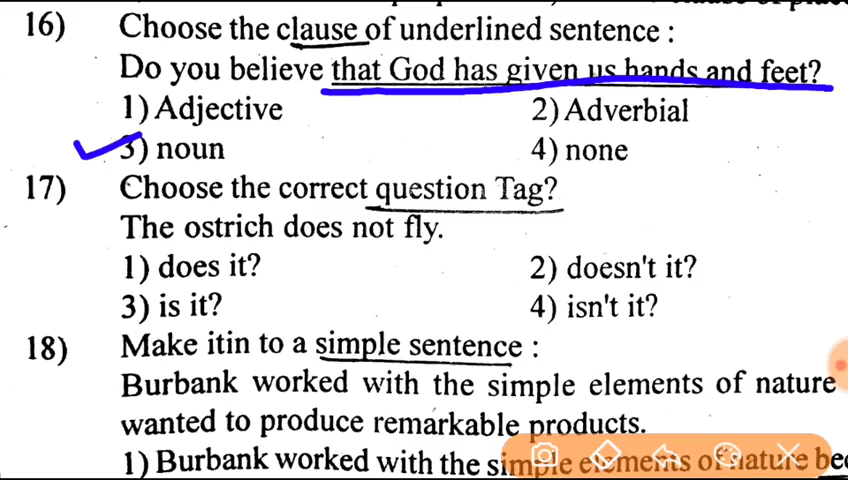 16) Choose the clause of underlined sentence :
Do you believe that God has given us hands and feet?
1) Adjective 2) Adverbial
3) noun 4) none
17) Choose the correct question Tag?
The ostrich does not fly.
1) does it? 2) doesn't it?
3) is it? 4) isn't it?
18) Make itin to a simple sentence :
Burbank worked with the simple elements of nature
wanted to produce remarkable products.
1) Burbank worked with the simple elements of nature